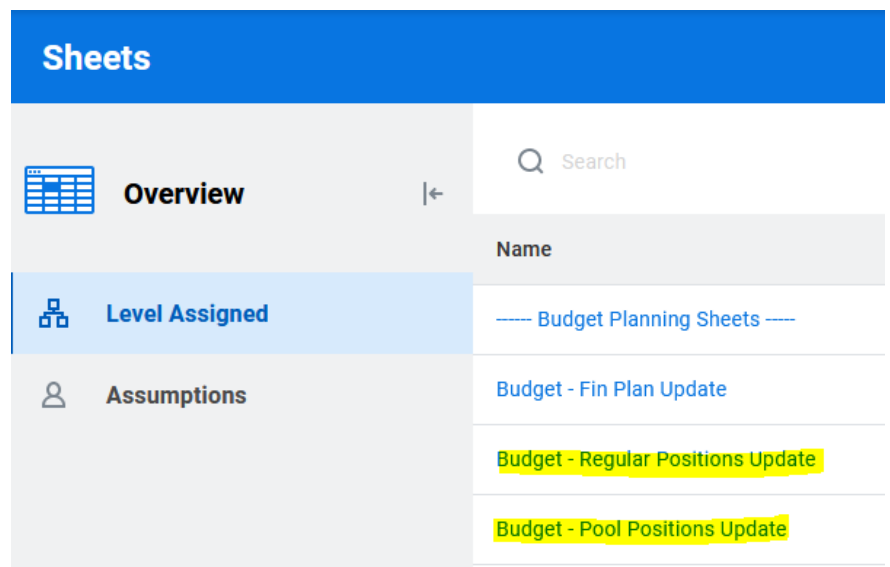 Sheets
Overview
Level Assigned
Assumptions
Search
Name
------ Budget Planning Sheets -----
Budget - Fin Plan Update
Budget - Regular Positions Update
Budget - Pool Positions Update